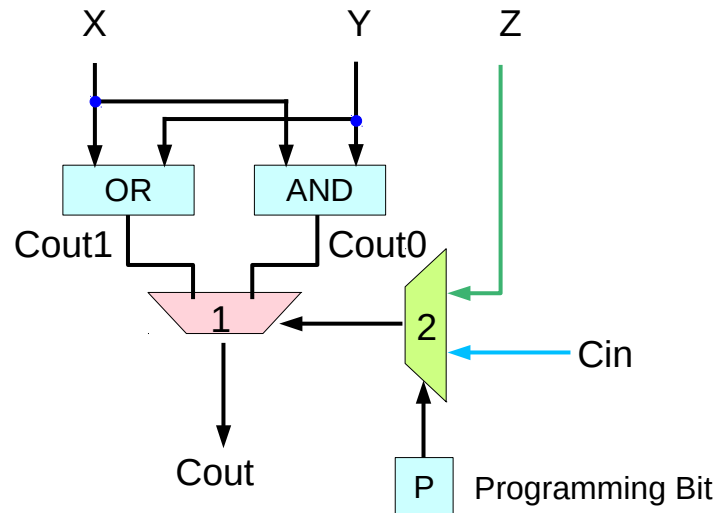 X Y Z
OR AND
Cout1 Cout0
1 2
Cin
Cout
P Programming Bit